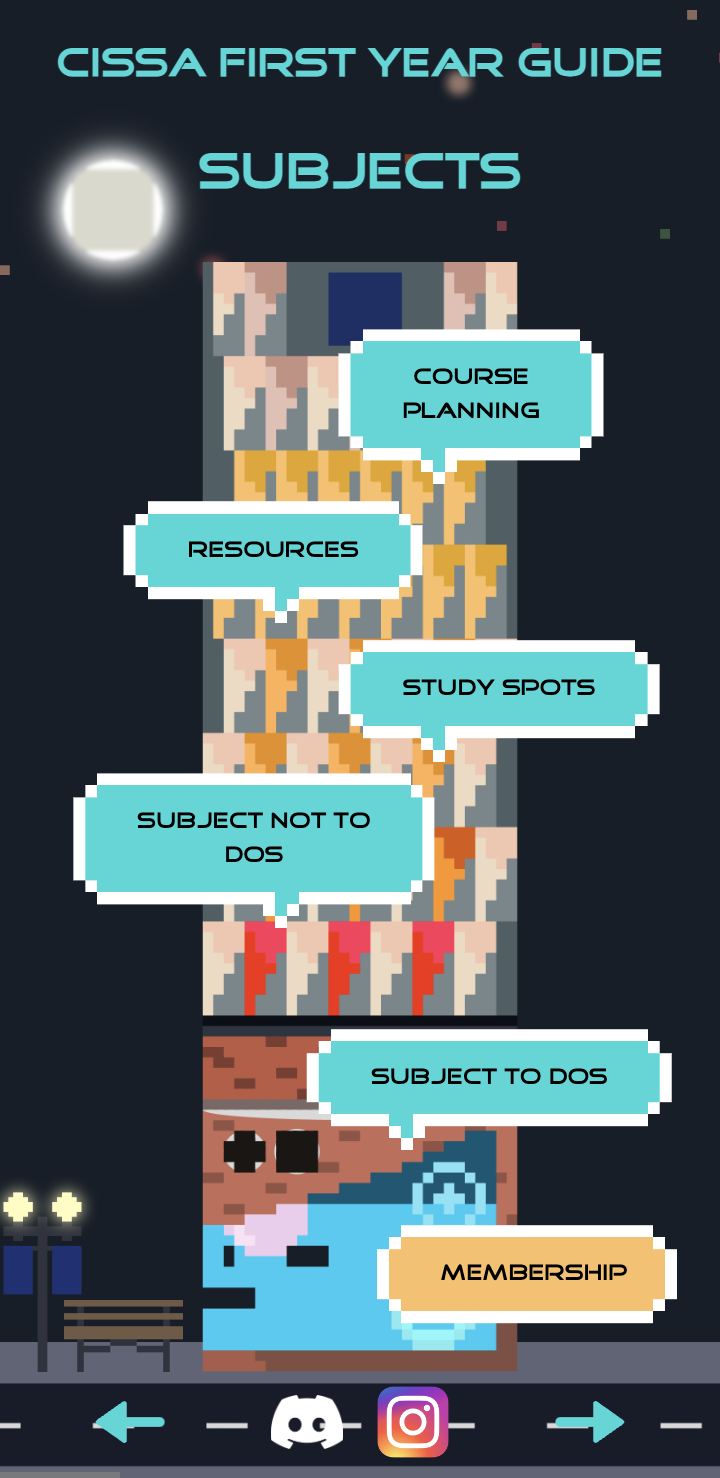 CISSA FIRST YEAR GUIDE
SUBJECTS
COURSE
PLANNING
RESOURCES
STUDY SPOTS
SUBJECT NOT TO
DOS
SUBJECT TO DOS
MEMBERSHIP